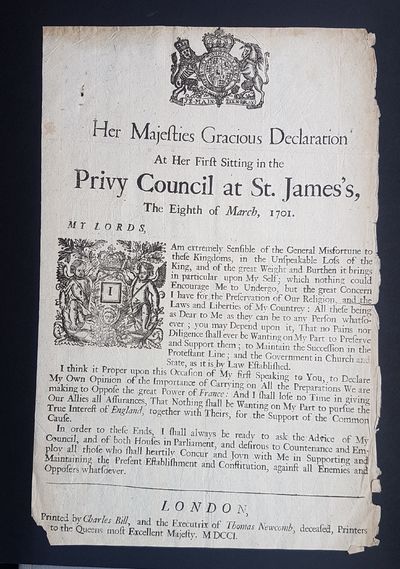 JE MAINTIENDRAY
Her Majeſties Gracious Declaration
At Her Firſt Sitting in the
Privy Council at St. James's,
The Eighth of March, 1701.
MY LORDS,
I
Am extremely Senſible of the General Misfortune to
theſe Kingdoms, in the Unſpeakable Loſs of the
King, and of the great Weight and Burthen it brings
in particular upon My Self; which nothing could
Encourage Me to Undergo, but the great Concern
I have for the Preſervation of Our Religion, and the
Laws and Liberties of My Countrey: All theſe being
as Dear to Me as they can be to any Perſon whatſo-
ever; you may Depend upon it, That no Pains nor
Diligence ſhall ever be Wanting on My Part to Preſerve
and Support them; to Maintain the Succeſſion in the
Proteſtant Line; and the Government in Church and
State, as it is by Law Eſtabliſhed.
I think it Proper upon this Occaſion of My Firſt Speaking to You, to Declare
My Own Opinion of the Importance of Carrying on All the Preparations We are
making to Oppoſe the great Power of France: And I ſhall loſe no Time in giving
Our Allies all Aſſurances, That Nothing ſhall be Wanting on My Part to purſue the
True Intereſt of England, together with Theirs, for the Support of the Common
Cauſe.
In order to theſe Ends, I ſhall always be ready to ask the Advice of My
Council, and of both Houſes in Parliament, and deſirous to Countenance and Em-
ploy all thoſe who ſhall heartily Concur and Joyn with Me in Supporting and
Maintaining the Preſent Eſtabliſhment and Conſtitution, againſt all Enemies and
Oppoſers whatſoever.
LONDON,
Printed by Charles Bill, and the Executrix of Thomas Newcomb, deceaſed, Printers
to the Queens moſt Excellent Majeſty. MDCCI.